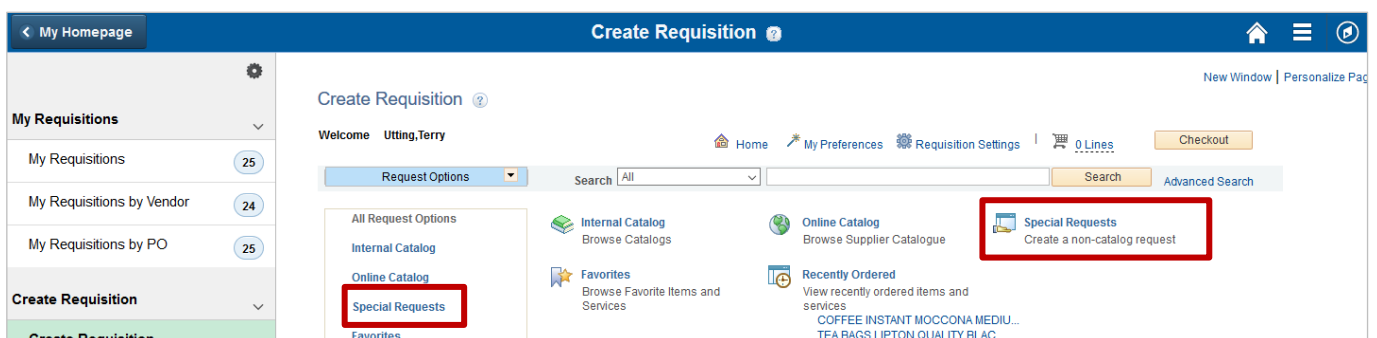 My Homepage
Create Requisition ?
New Window | Personalize Pag
Create Requisition ?
My Requisitions
Welcome Utting,Terry
Home My Preferences Requisition Settings | 0 Lines Checkout
My Requisitions 25
Request Options Search All Search Advanced Search
My Requisitions by Vendor 24
All Request Options
Internal Catalog
Browse Catalogs
Online Catalog
Browse Supplier Catalogue
Special Requests
Create a non-catalog request
My Requisitions by PO 25
Internal Catalog
Online Catalog
Favorites
Browse Favorite Items and
Services
Recently Ordered
View recently ordered items and
services
COFFEE INSTANT MOCCONA MEDIU...
TEA BAGS LIPTON QUALITY BLAC
Create Requisition
Special Requests
Create Requisition
Favorites